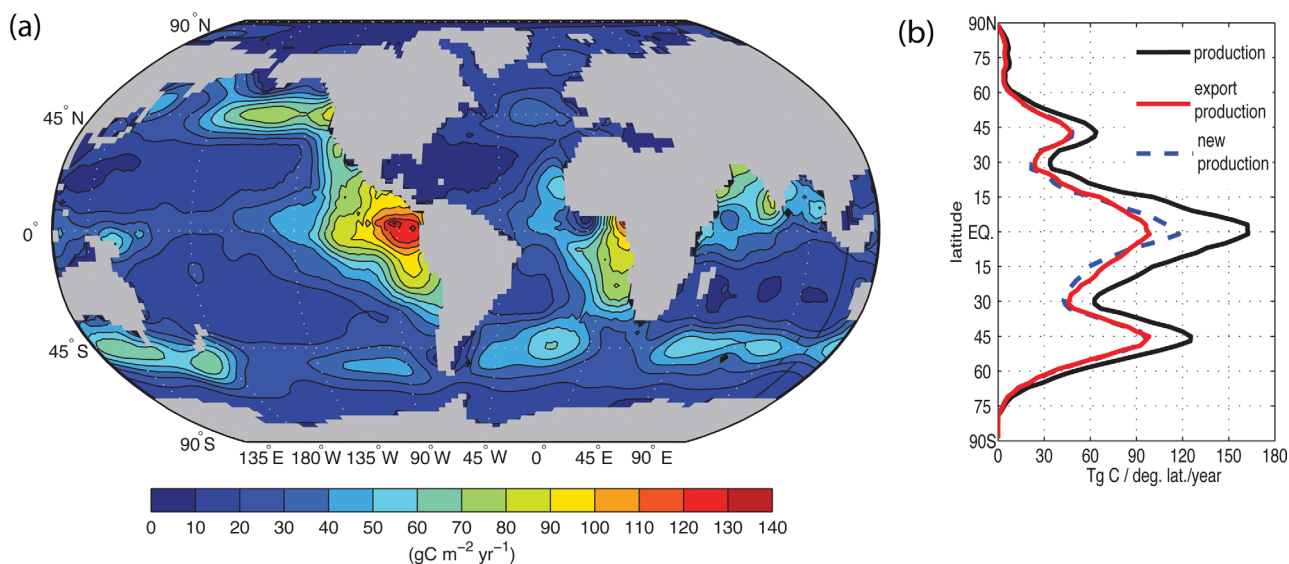 (a)
90° N
45° N
0°
45° S
90°S
135°E 180°W 135°W 90°W 45°W 0° 45°E 90°E
0 10 20 30 40 50 60 70 80 90 100 110 120 130 140
(gC m⁻² yr⁻¹)
(b)
90N
75
60
45
30
15
EQ.
15
30
45
60
75
90S
latitude
production
export
production
new
production
0 30 60 90 120 150 180
Tg C / deg. lat./year